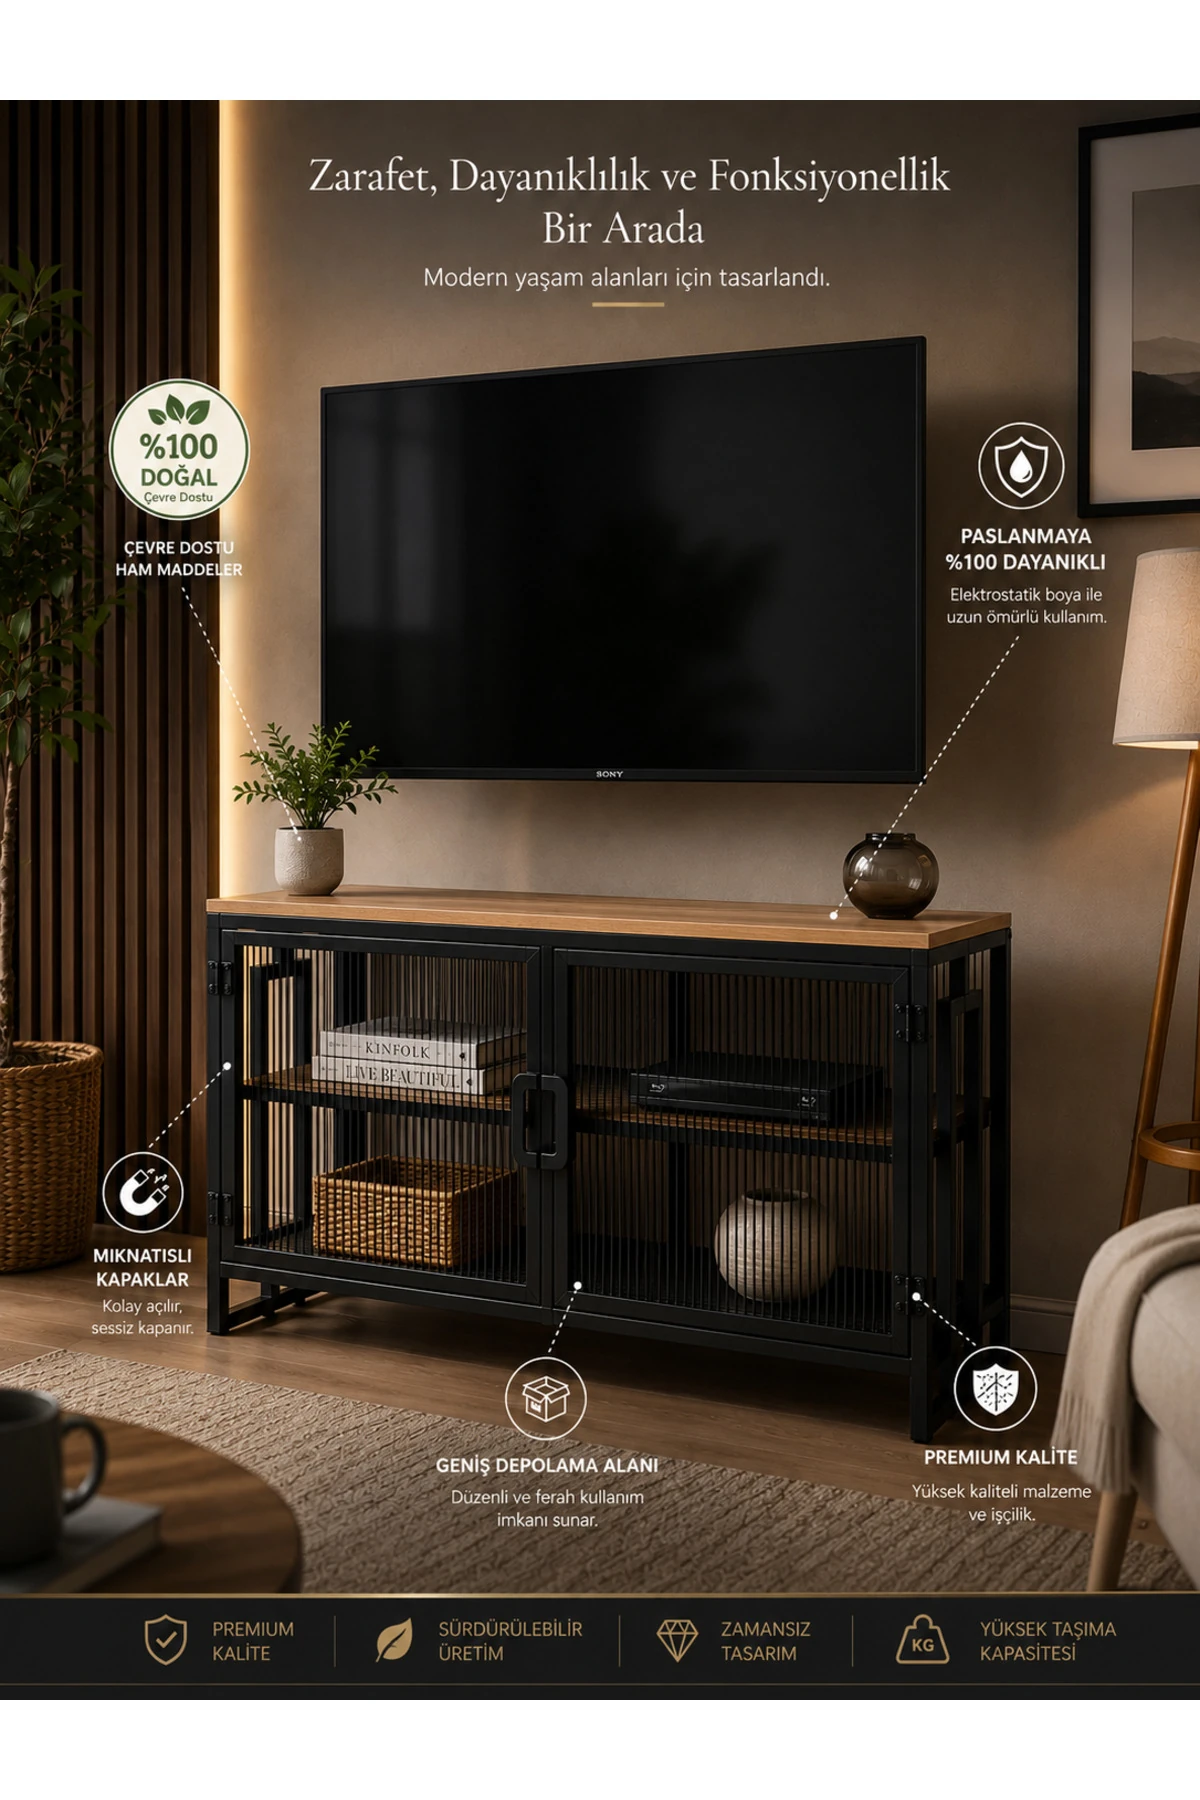 Zarafet, Dayanıklılık ve Fonksiyonellik
Bir Arada
Modern yaşam alanları için tasarlandı.
%100
DOĞAL
Çevre Dostu
ÇEVRE DOSTU
HAM MADDELER
PASLANMAYA
%100 DAYANIKLI
Elektrostatik boya ile
uzun ömürlü kullanım.
SONY
KINFOLK
LIVE BEAUTIFUL
MIKNATISLI
KAPAKLAR
Kolay açılır,
sessiz kapanır.
GENİŞ DEPOLAMA ALANI
Düzenli ve ferah kullanım
imkanı sunar.
PREMIUM KALİTE
Yüksek kaliteli malzeme
ve işçilik.
PREMIUM
KALİTE
SÜRDÜRÜLEBİLİR
ÜRETİM
ZAMANSIZ
TASARIM
KG
YÜKSEK TAŞIMA
KAPASİTESİ